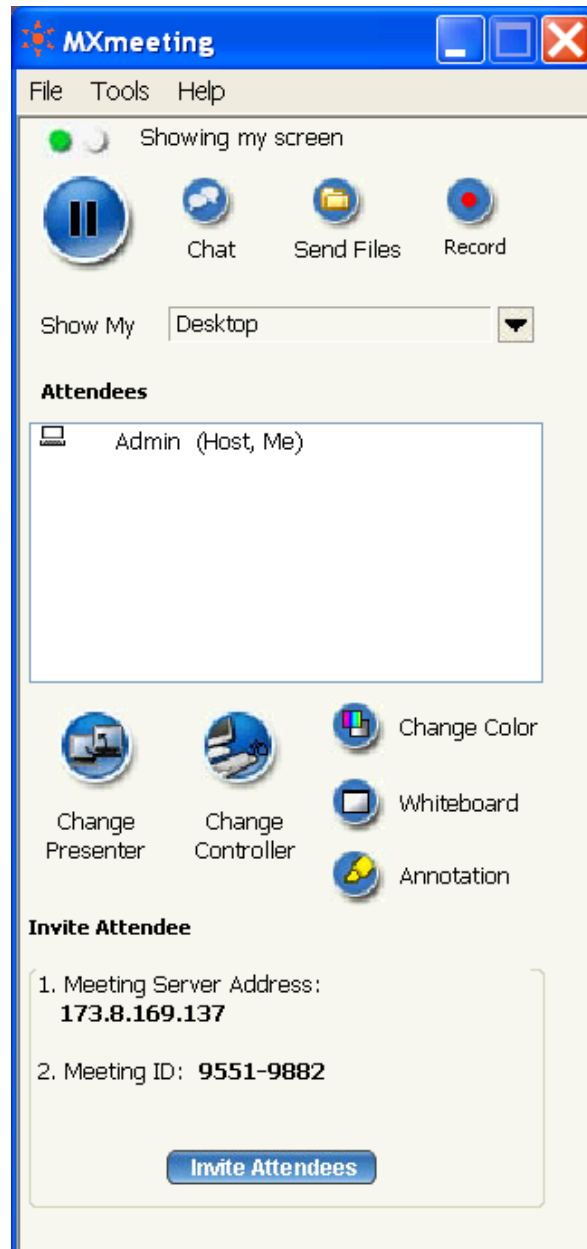 MXmeeting
File Tools Help
Showing my screen
Chat Send Files Record
Show My Desktop
Attendees
Admin (Host, Me)
Change Color
Whiteboard
Change Presenter
Change Controller
Annotation
Invite Attendee
1. Meeting Server Address:
173.8.169.137
2. Meeting ID: 9551-9882
Invite Attendees